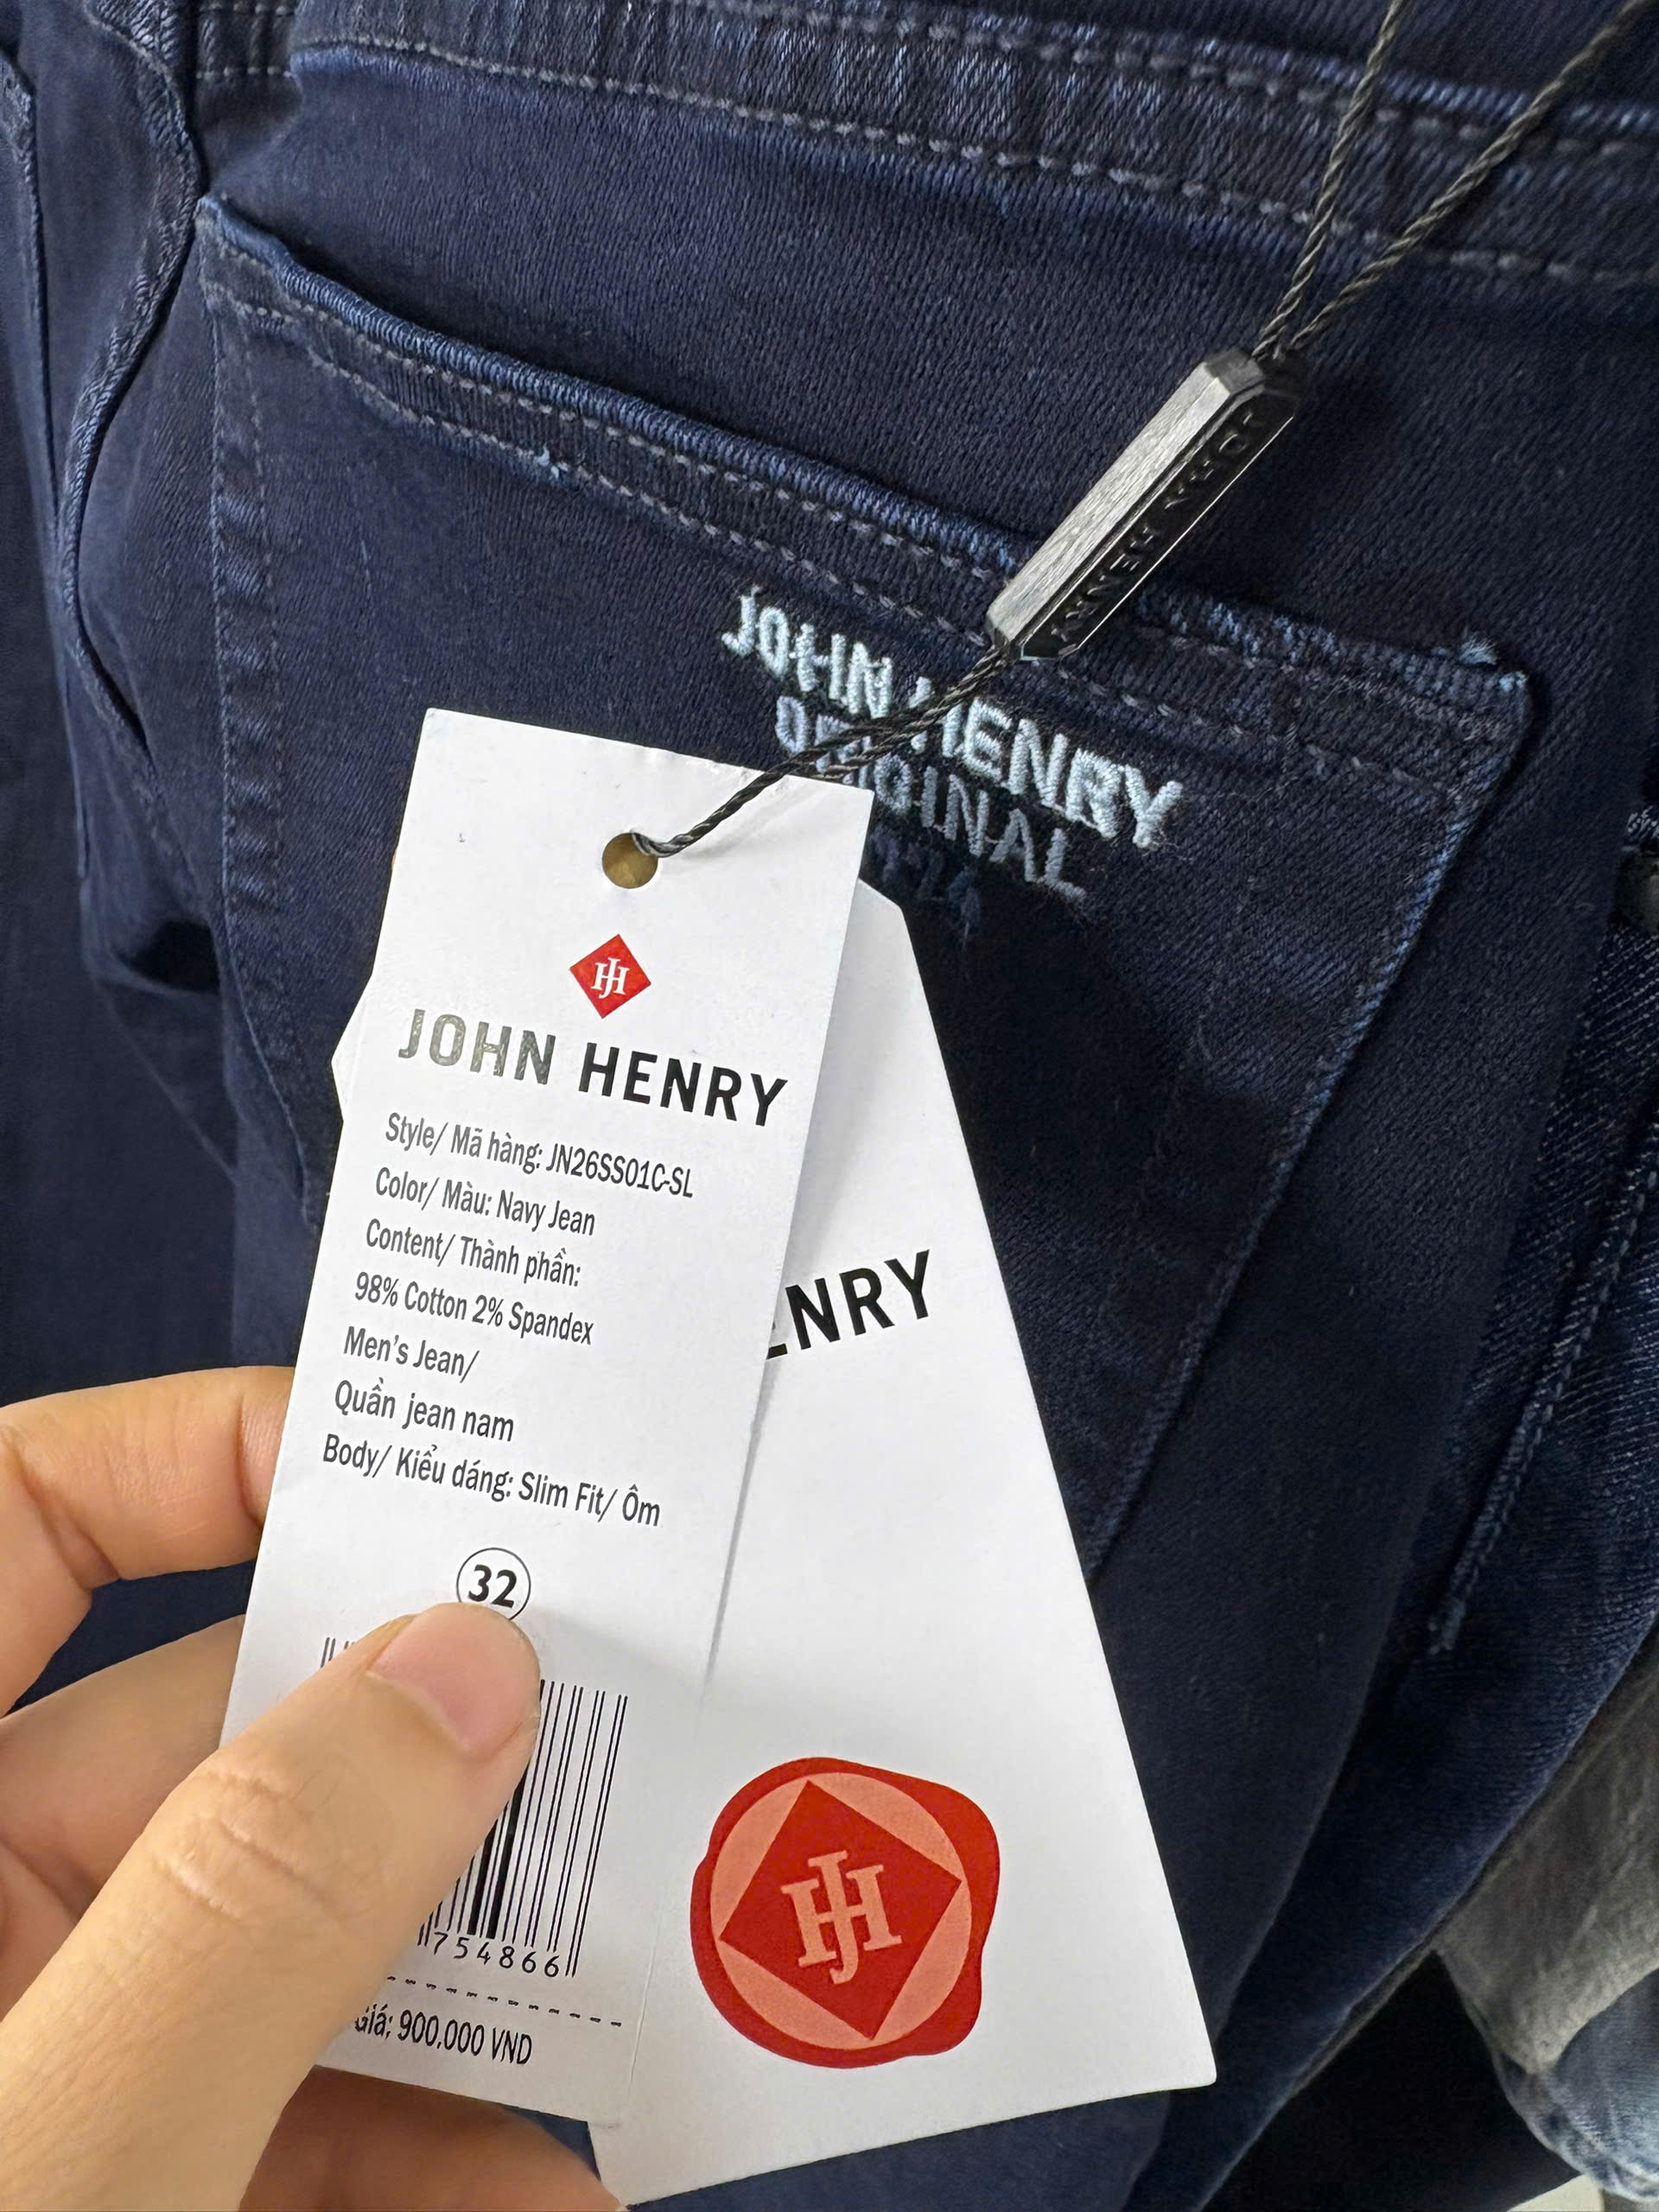 JOHN HENRY
JOHN HENRY
JOHN HENRY
Style/ Mã hàng: JN26SS01C-SL
Color/ Màu: Navy Jean
Content/ Thành phần:
98% Cotton 2% Spandex
Men's Jean/
Quần jean nam
Body/ Kiểu dáng: Slim Fit/ Ôm
32
754866
Giá: 900.000 VND
ENRY
JH